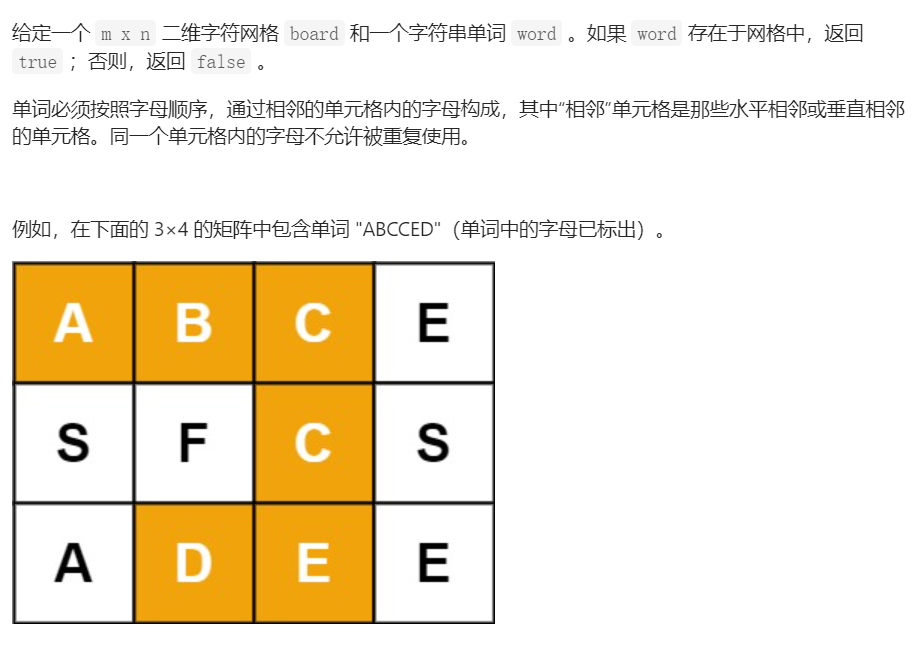 给定一个 m x n 二维字符网格 board 和一个字符串单词 word 。如果 word 存在于网格中，返回
true ；否则，返回 false 。
单词必须按照字母顺序，通过相邻的单元格内的字母构成，其中“相邻”单元格是那些水平相邻或垂直相邻
的单元格。同一个单元格内的字母不允许被重复使用。
例如，在下面的 3×4 的矩阵中包含单词 "ABCCED"（单词中的字母已标出）。
A B C E
S F C S
A D E E